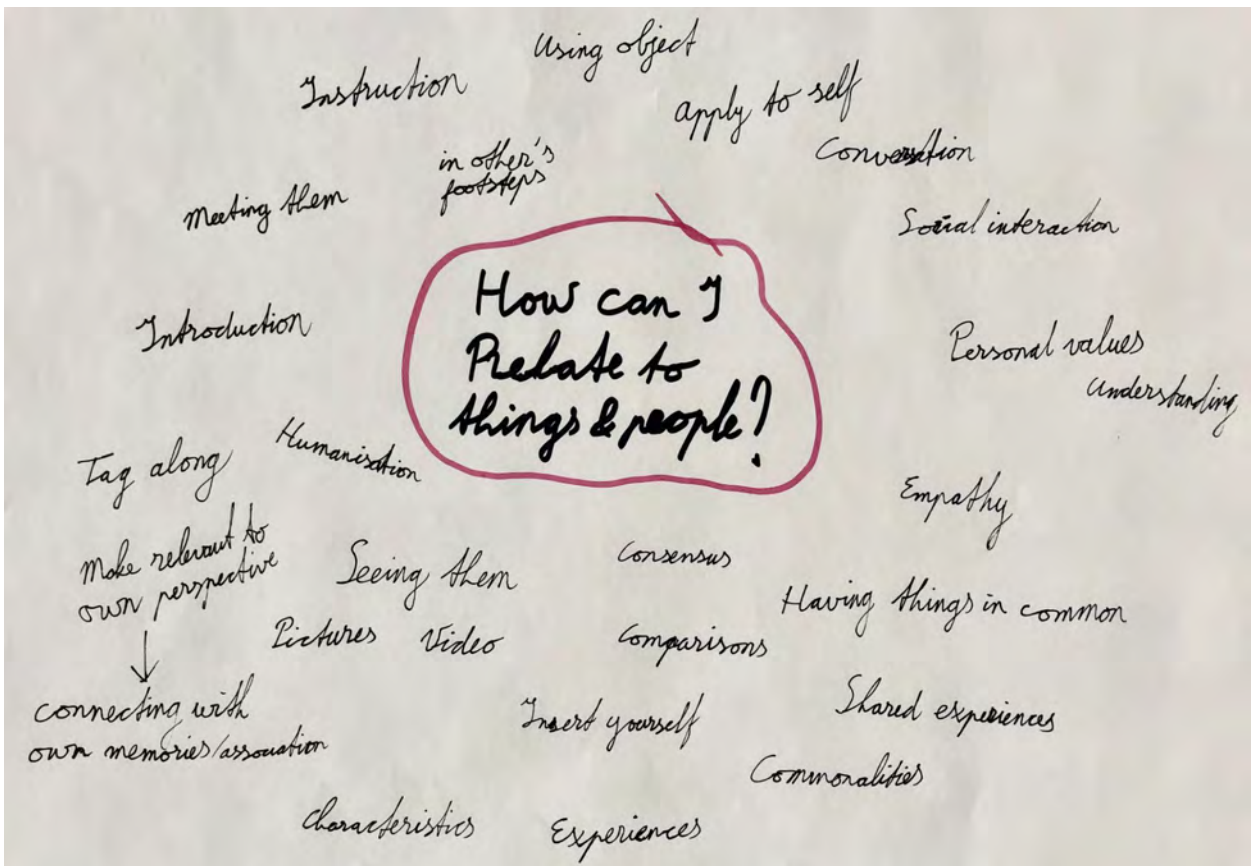 Using object
Instruction
Apply to self
Conversation
in other's
footsteps
Meeting them
Social interaction
How can I
Relate to
things & people?
Introduction
Personal values
Understanding
Humanisation
Tag along
Empathy
Make relevant to
own perspective
Seeing them
Consensus
Having things in common
Pictures
Video
Comparisons
connecting with
own memories/association
Insert yourself
Shared experiences
Commonalities
Characteristics
Experiences